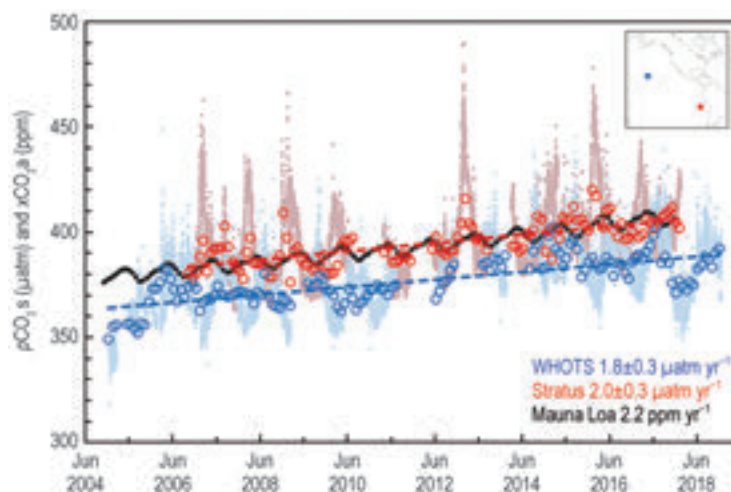 500
450
400
350
300
pCO₂s (µatm) and xCO₂a (ppm)
WHOTS 1.8±0.3 µatm yr⁻¹
Stratus 2.0±0.3 µatm yr⁻¹
Mauna Loa 2.2 ppm yr⁻¹
Jun Jun Jun Jun Jun Jun Jun Jun
2004 2006 2008 2010 2012 2014 2016 2018